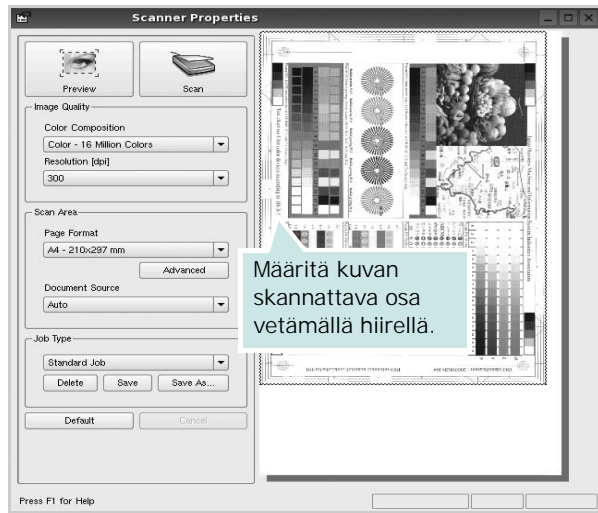 Scanner Properties
Preview
Scan
Image Quality
Color Composition
Color - 16 Million Colors
Resolution [dpi]
300
Scan Area
Page Format
A4 - 210x297 mm
Advanced
Document Source
Auto
Job Type
Standard Job
Delete
Save
Save As...
Default
Cancel
Määritä kuvan
skannattava osa
vetämällä hiirellä.
Press F1 for Help